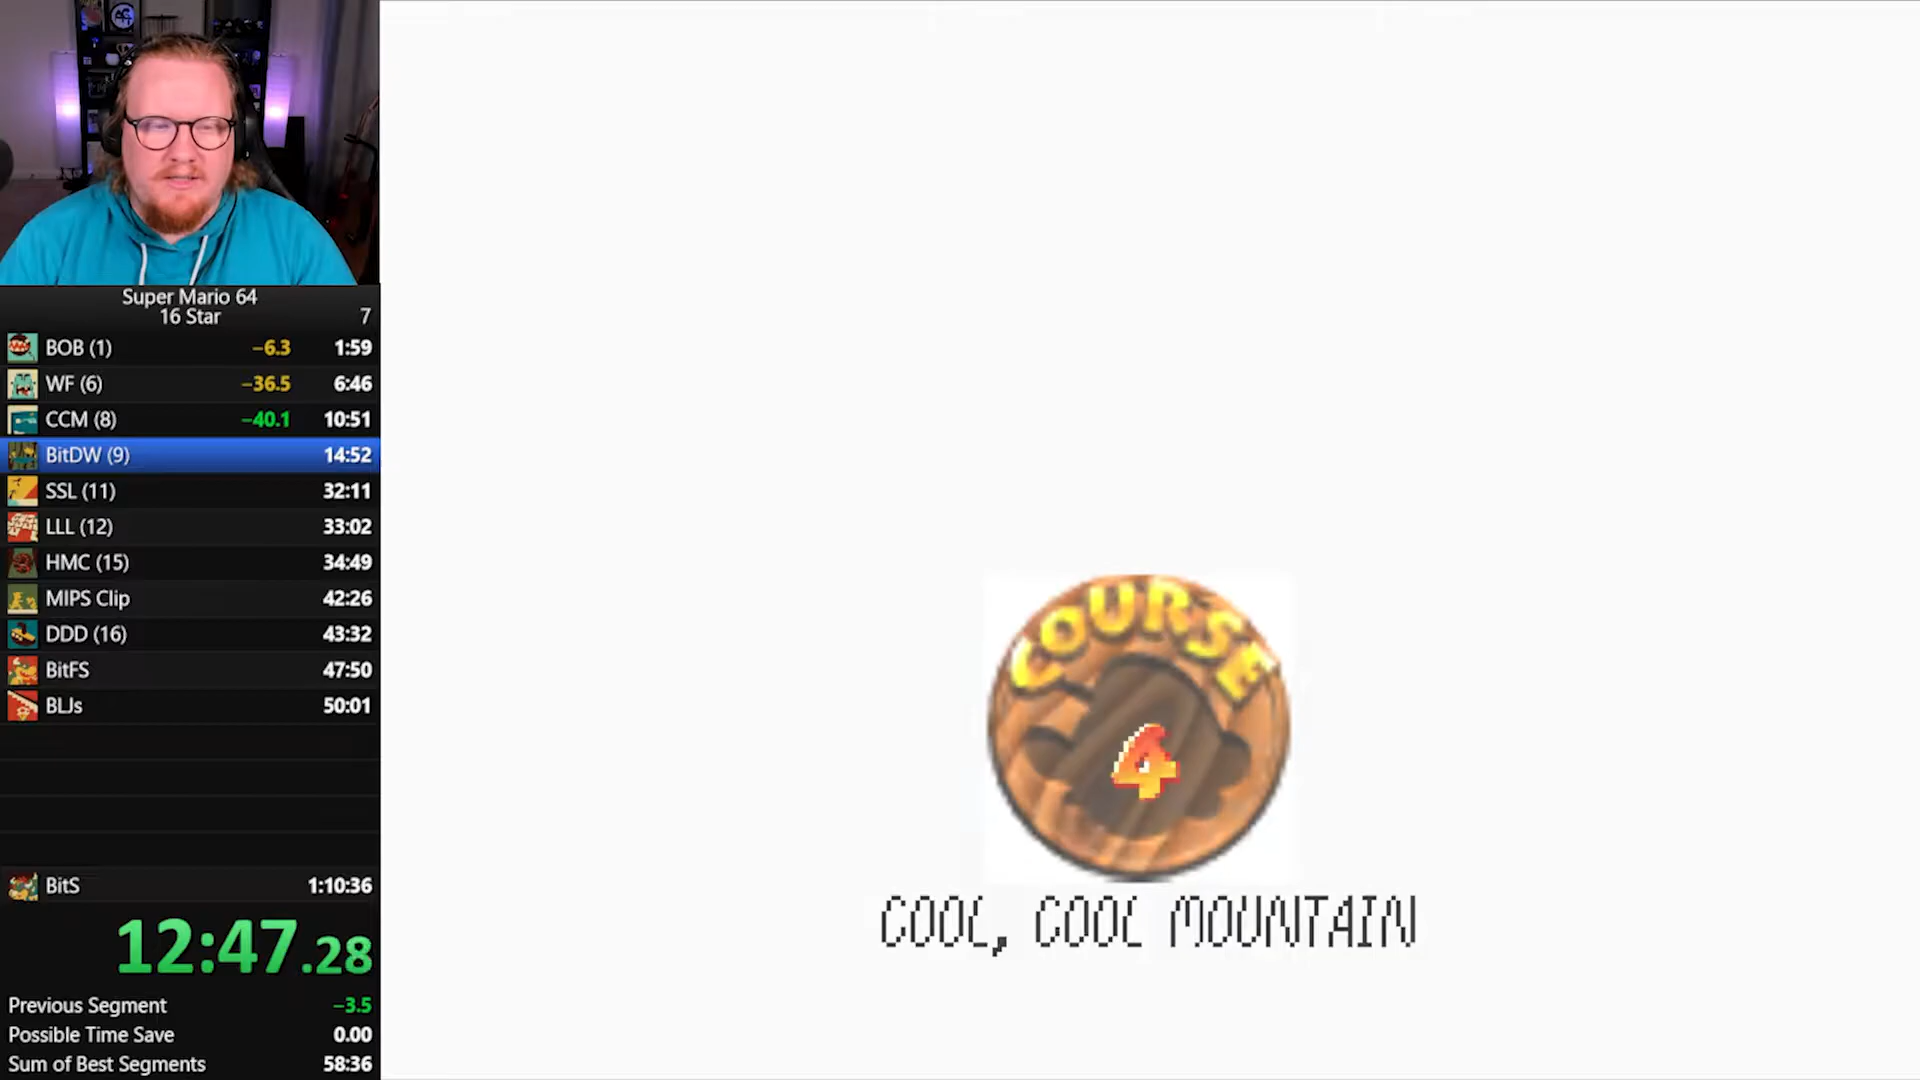 Super Mario 64
16 Star 7
BOB (1) −6.3 1:59
WF (6) −36.5 6:46
CCM (8) −40.1 10:51
BitDW (9) 14:52
SSL (11) 32:11
LLL (12) 33:02
HMC (15) 34:49
MIPS Clip 42:26
DDD (16) 43:32
BitFS 47:50
BLJs 50:01
BitS 1:10:36
12:47.28
Previous Segment −3.5
Possible Time Save 0.00
Sum of Best Segments 58:36
COURSE
4
COOL, COOL MOUNTAIN